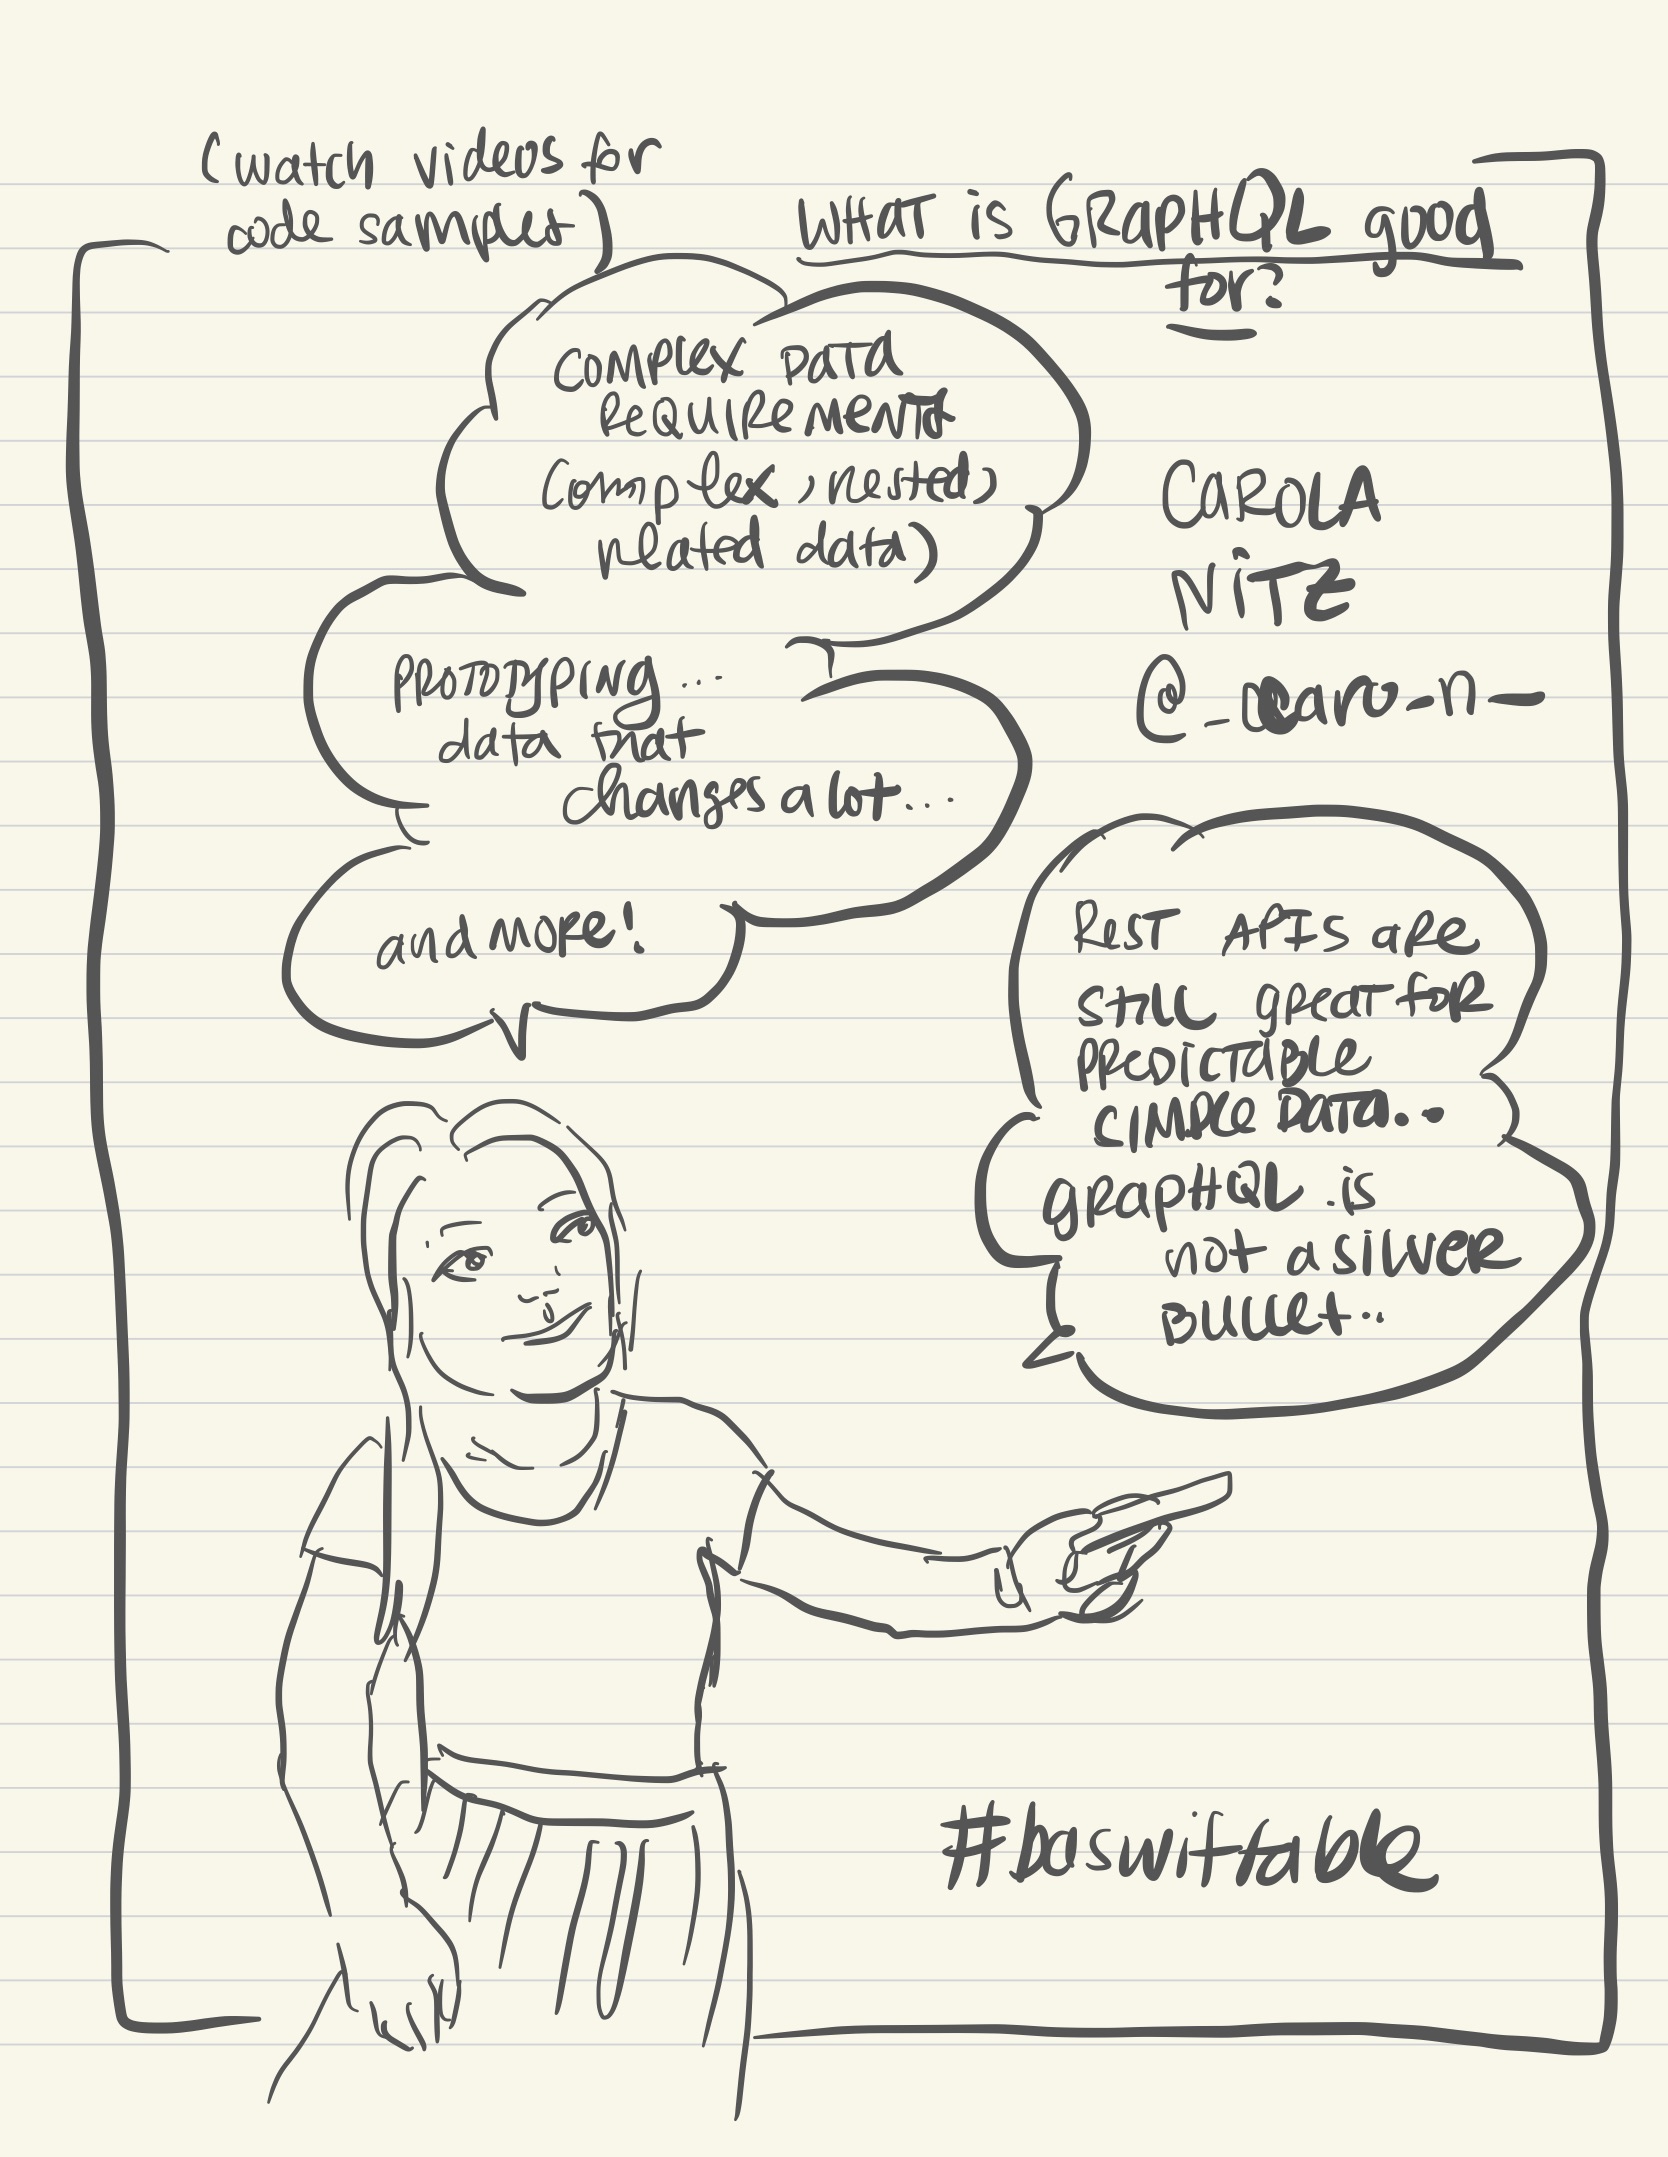 (watch videos for
code samples)
WHAT is GRAPHQL good
for?
COMPLEX DATA
REQUIREMENTS
(complex, nested,
related data)
PROTOTYPING...
data that
changes a lot...
and MORE!
CAROLA
NiTZ
@_caro_n_
REST APIS ARE
STILL GREAT FOR
PREDICTABLE
SIMPLE DATA..
GRAPHQL is
not a SILVER
BULLET..
#baswiftable